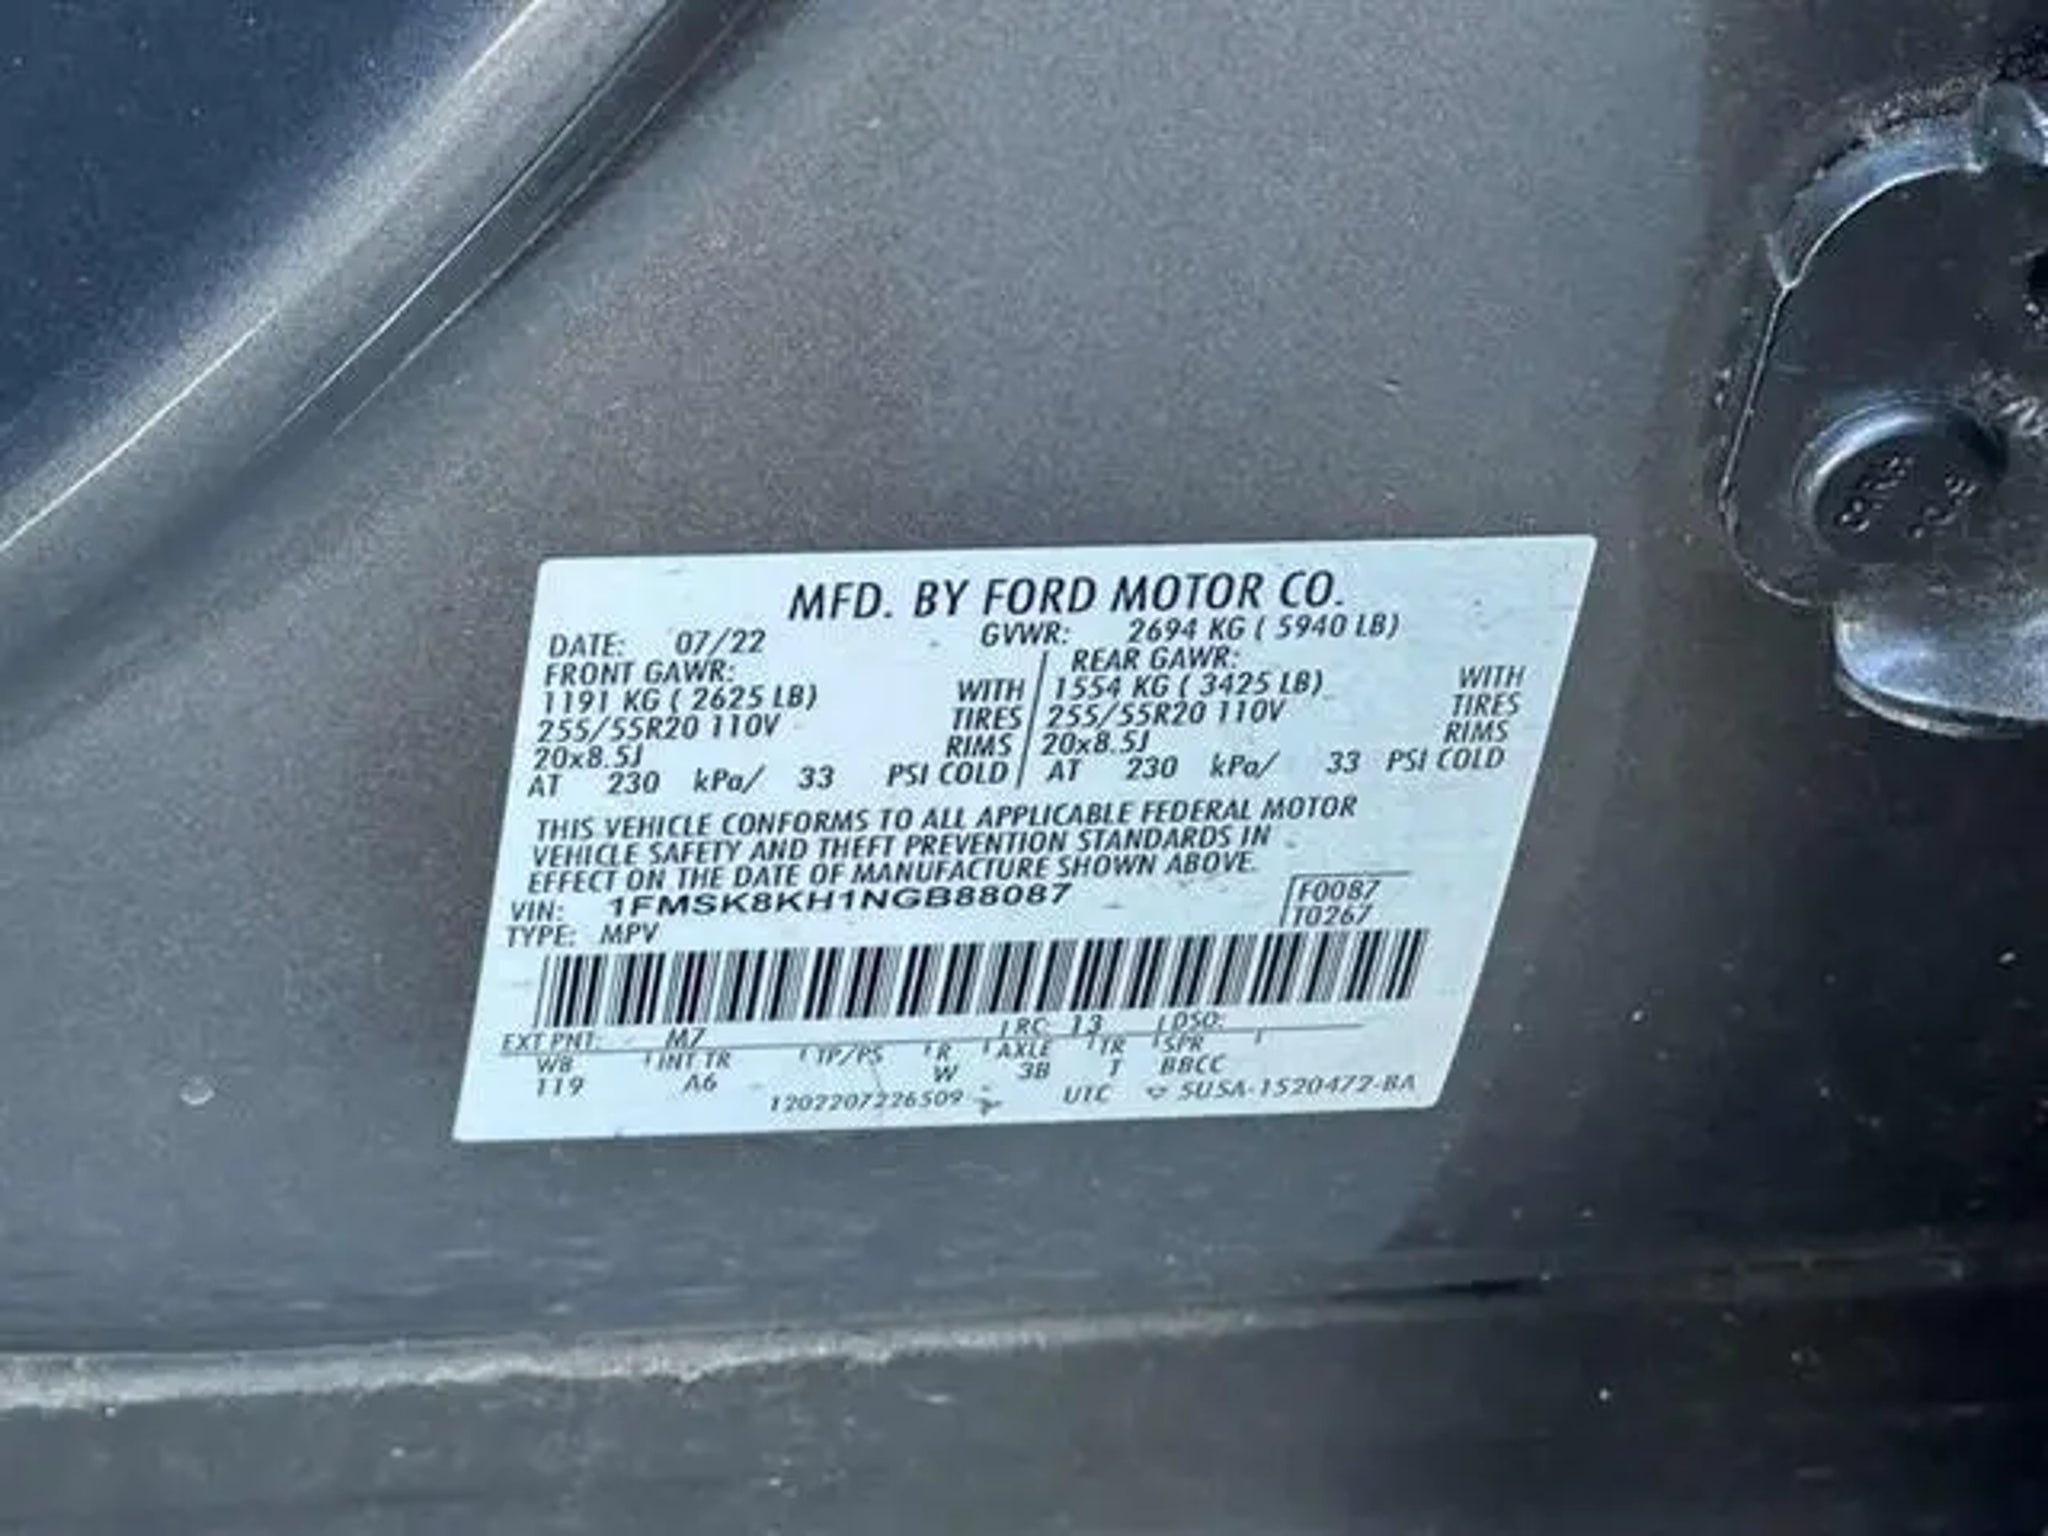 MFD. BY FORD MOTOR CO.
DATE: 07/22 GVWR: 2694 KG ( 5940 LB)
FRONT GAWR: REAR GAWR:
1191 KG ( 2625 LB) WITH 1554 KG ( 3425 LB) WITH
255/55R20 110V TIRES 255/55R20 110V TIRES
20x8.5J RIMS 20x8.5J RIMS
AT 230 kPa/ 33 PSI COLD AT 230 kPa/ 33 PSI COLD
THIS VEHICLE CONFORMS TO ALL APPLICABLE FEDERAL MOTOR
VEHICLE SAFETY AND THEFT PREVENTION STANDARDS IN
EFFECT ON THE DATE OF MANUFACTURE SHOWN ABOVE.
VIN: 1FMSK8KH1NGB88087 F0087
TYPE: MPV T0267
EXT PNT: M7 RC: 13 DSO:
WB INT TR TP/PS R AXLE TR SPR
119 A6 W 3B T BBCC
1202207226509 UTC 5USA-1520472-BA